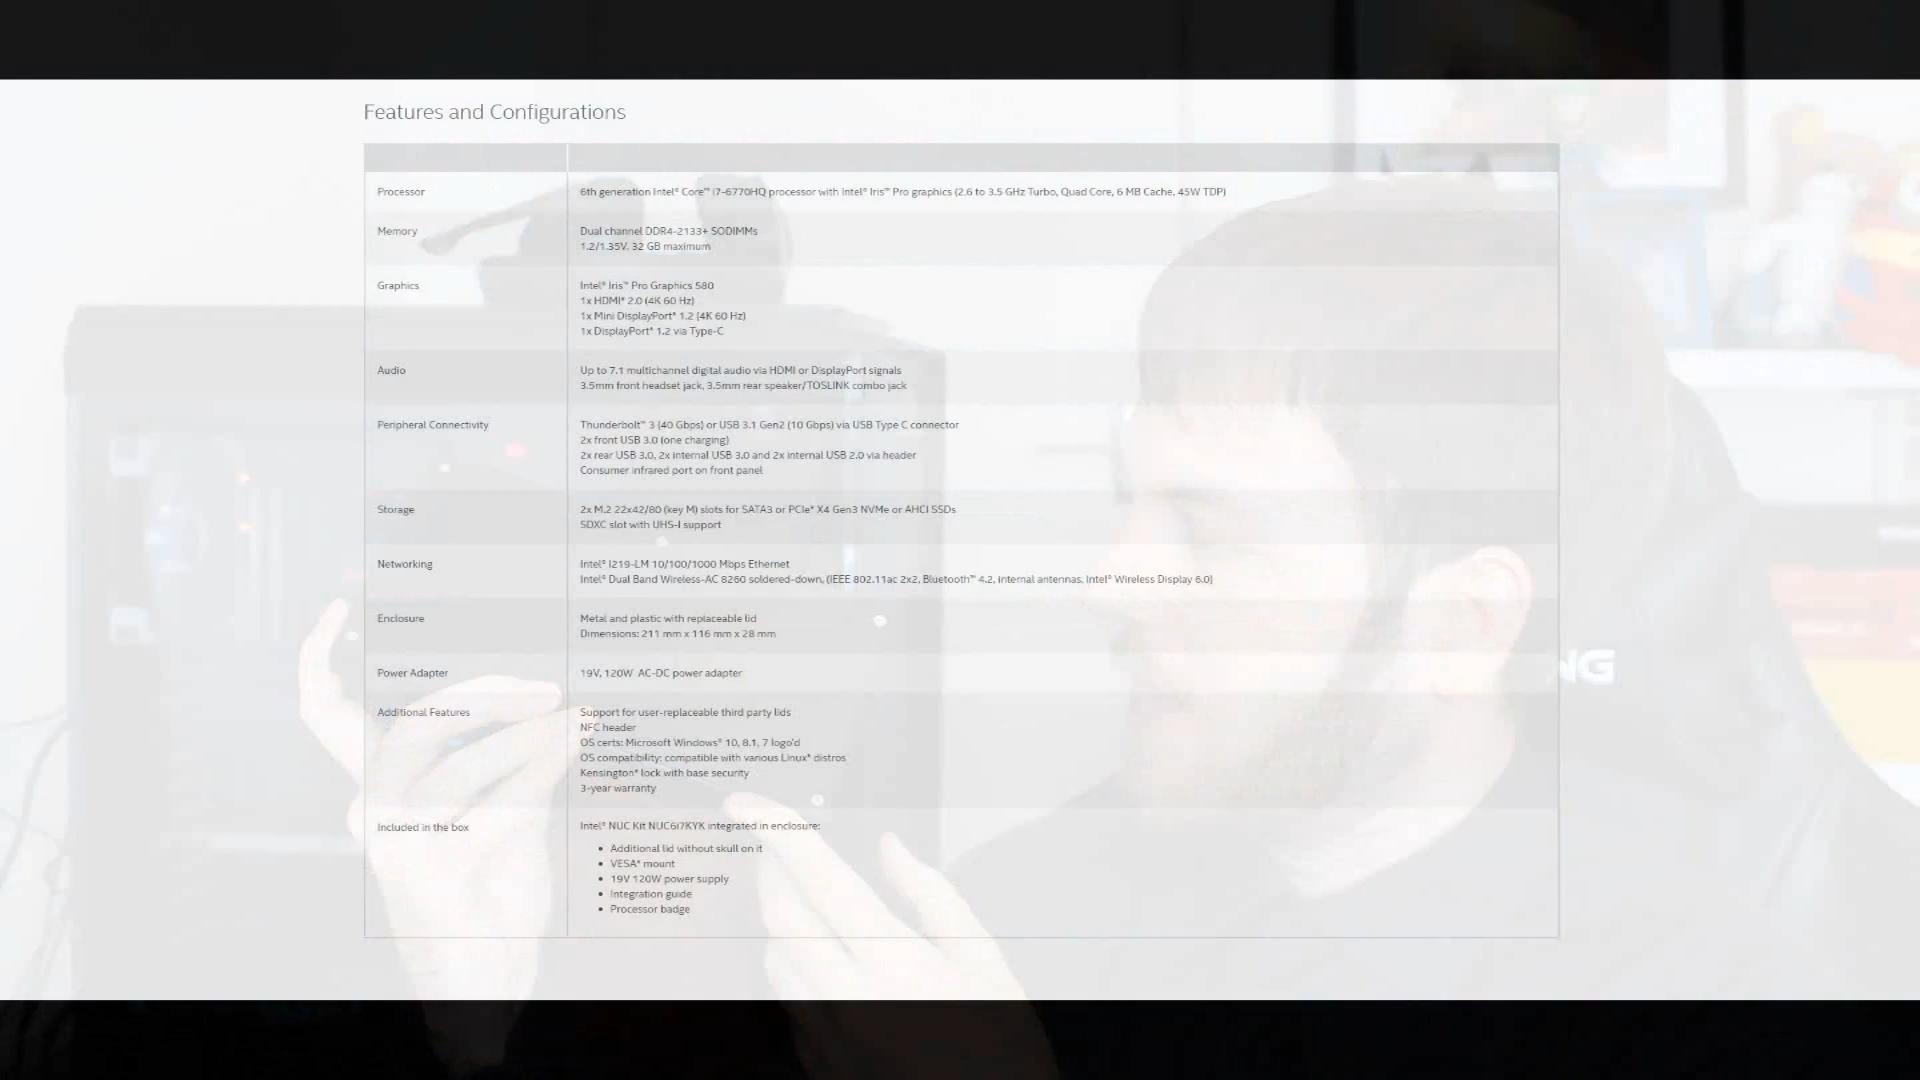 Features and Configurations
Processor
6th generation Intel® Core™ i7-6770HQ processor with Intel® Iris™ Pro graphics (2.6 to 3.5 GHz Turbo, Quad Core, 6 MB Cache, 45W TDP)
Memory
Dual channel DDR4-2133+ SODIMMs
1.2/1.35V, 32 GB maximum
Graphics
Intel® Iris™ Pro Graphics 580
1x HDMI* 2.0 (4K 60 Hz)
1x Mini DisplayPort* 1.2 (4K 60 Hz)
1x DisplayPort* 1.2 via Type-C
Audio
Up to 7.1 multichannel digital audio via HDMI or DisplayPort signals
3.5mm front headset jack, 3.5mm rear speaker/TOSLINK combo jack
Peripheral Connectivity
Thunderbolt™ 3 (40 Gbps) or USB 3.1 Gen2 (10 Gbps) via USB Type C connector
2x front USB 3.0 (one charging)
2x rear USB 3.0, 2x internal USB 3.0 and 2x internal USB 2.0 via header
Consumer infrared port on front panel
Storage
2x M.2 22x42/80 (key M) slots for SATA3 or PCIe* X4 Gen3 NVMe or AHCI SSDs
SDXC slot with UHS-I support
Networking
Intel® I219-LM 10/100/1000 Mbps Ethernet
Intel® Dual Band Wireless-AC 8260 soldered-down, (IEEE 802.11ac 2x2, Bluetooth™ 4.2, internal antennas, Intel® Wireless Display 6.0)
Enclosure
Metal and plastic with replaceable lid
Dimensions: 211 mm x 116 mm x 28 mm
Power Adapter
19V, 120W AC-DC power adapter
Additional Features
Support for user-replaceable third party lids
NFC header
OS certs: Microsoft Windows* 10, 8.1, 7 logo'd
OS compatibility: compatible with various Linux* distros
Kensington* lock with base security
3-year warranty
Included in the box
Intel® NUC Kit NUC6i7KYK integrated in enclosure:
• Additional lid without skull on it
• VESA* mount
• 19V 120W power supply
• Integration guide
• Processor badge
NG